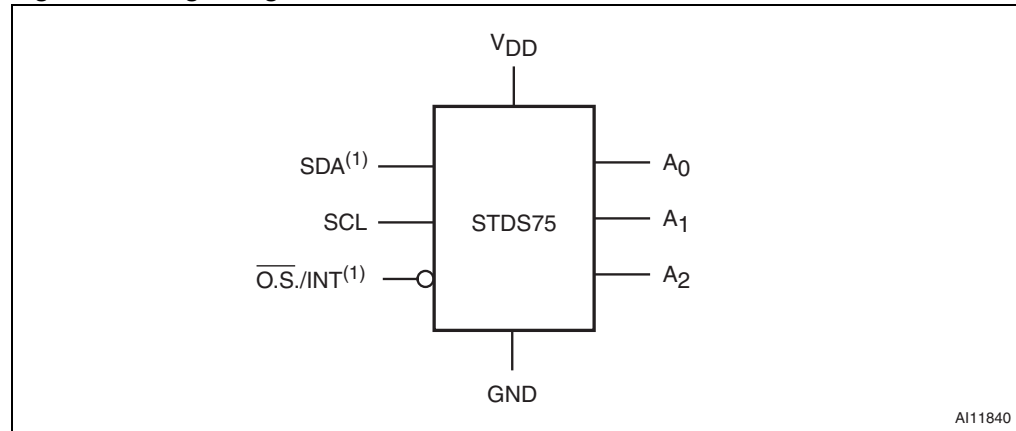 VDD
SDA(1)
SCL
O.S./INT(1)
STDS75
A0
A1
A2
GND
AI11840